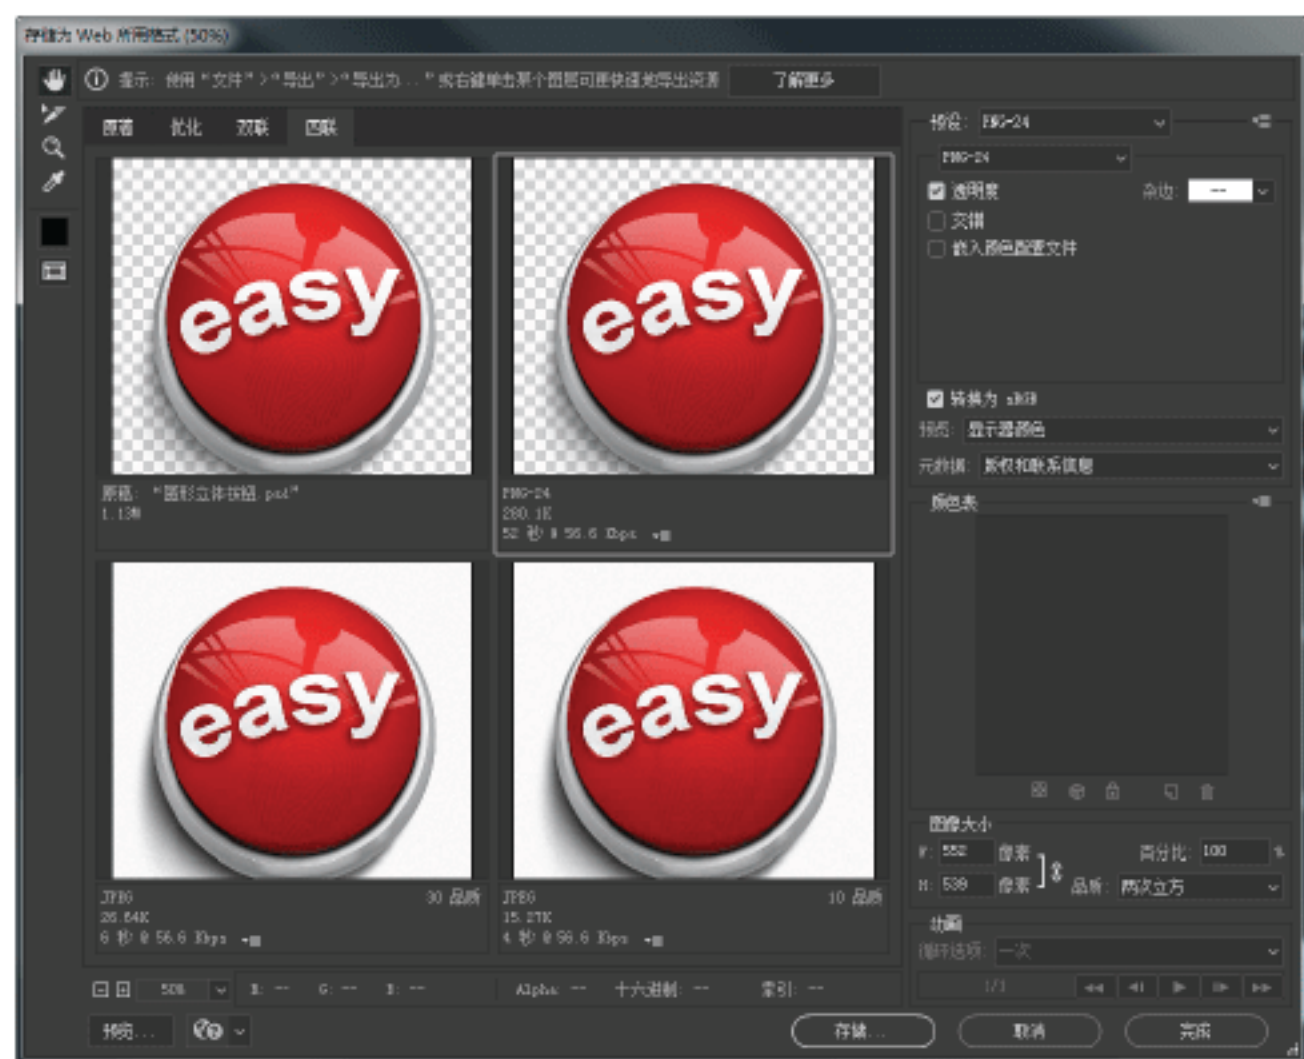 存储为 Web 所用格式 (50%)
提示: 使用 "文件" > "导出" > "导出为..." 或右键单击某个图层可更快速地导出资源
了解更多
原稿 优化 双联 四联
easy
原稿: "圆形立体按钮.psd"
1.13M
easy
PNG-24
280.1K
52 秒 @ 56.6 Kbps
easy
JPEG
30 品质
26.64K
6 秒 @ 56.6 Kbps
easy
JPEG
10 品质
15.27K
4 秒 @ 56.6 Kbps
预设: PNG-24
PNG-24
透明度
杂边: --
交错
嵌入颜色配置文件
转换为 sRGB
预览: 显示器颜色
元数据: 版权和联系信息
颜色表
图像大小
W: 552 像素
百分比: 100 %
H: 539 像素
品质: 两次立方
动画
循环选项: 一次
1/1
50% R: -- G: -- B: -- Alpha: -- 十六进制: -- 索引: --
预览...
存储... 取消 完成